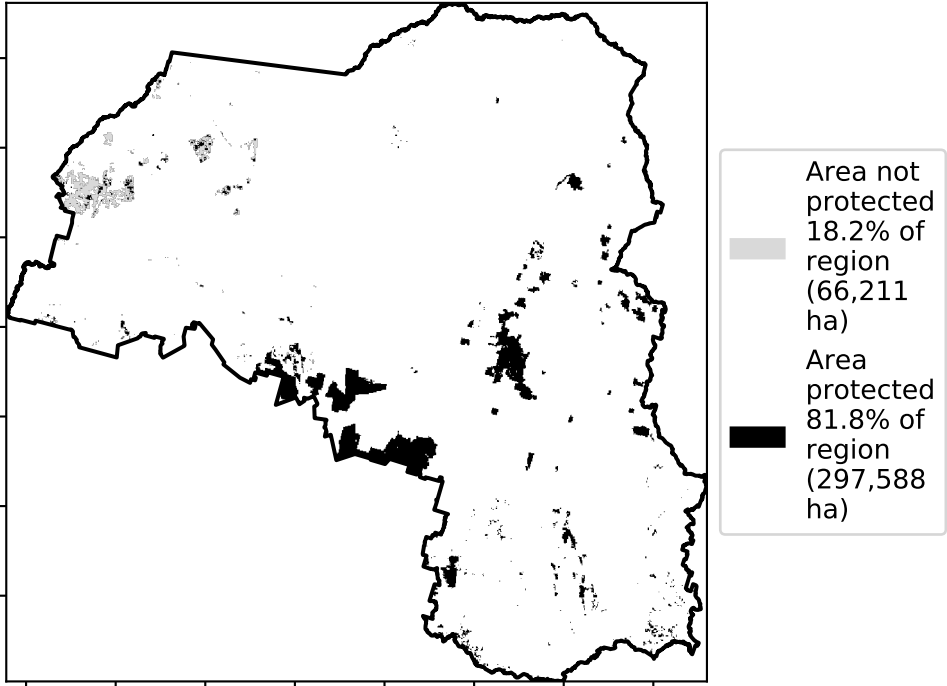 Area not
protected
18.2% of
region
(66,211
ha)
Area
protected
81.8% of
region
(297,588
ha)